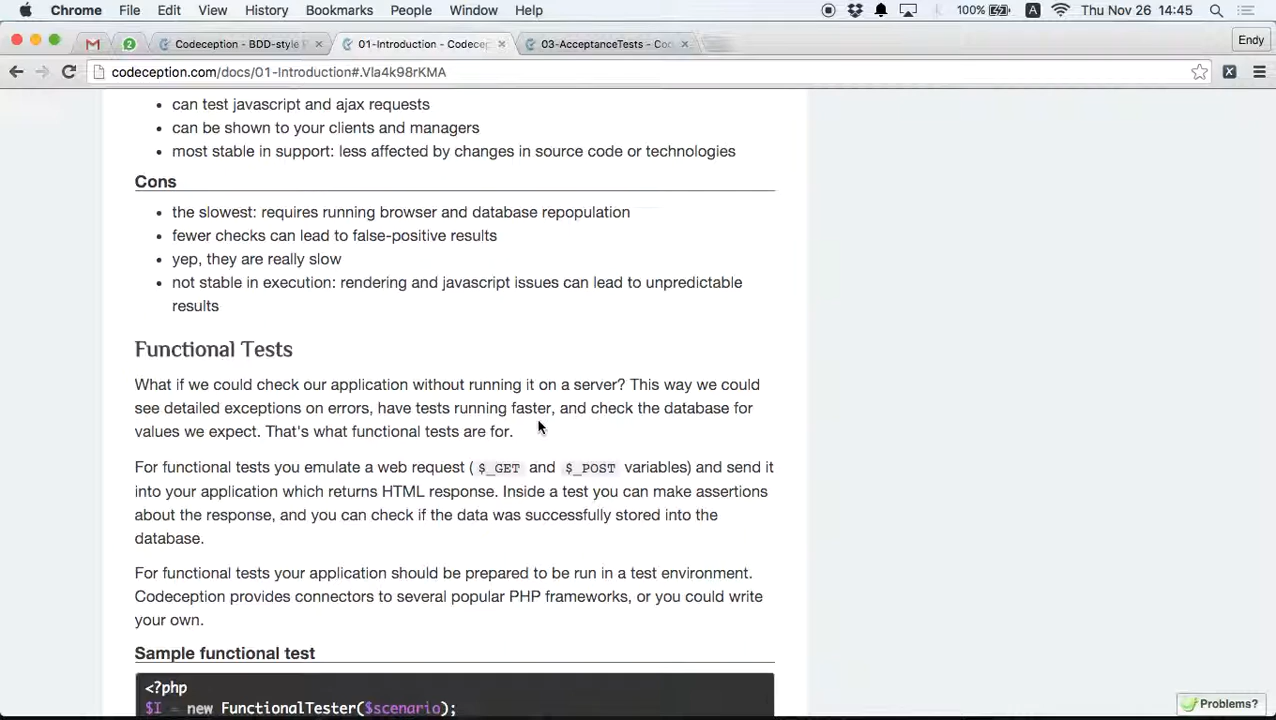 Chrome File Edit View History Bookmarks People Window Help 100% A Thu Nov 26 14:45
Codeception - BDD-style 01-Introduction - Codecep 03-AcceptanceTests - Co Endy
codeception.com/docs/01-Introduction#.Vla4k98rKMA
can test javascript and ajax requests
can be shown to your clients and managers
most stable in support: less affected by changes in source code or technologies
Cons
the slowest: requires running browser and database repopulation
fewer checks can lead to false-positive results
yep, they are really slow
not stable in execution: rendering and javascript issues can lead to unpredictable
results
Functional Tests
What if we could check our application without running it on a server? This way we could
see detailed exceptions on errors, have tests running faster, and check the database for
values we expect. That's what functional tests are for.
For functional tests you emulate a web request ( $_GET and $_POST variables) and send it
into your application which returns HTML response. Inside a test you can make assertions
about the response, and you can check if the data was successfully stored into the
database.
For functional tests your application should be prepared to be run in a test environment.
Codeception provides connectors to several popular PHP frameworks, or you could write
your own.
Sample functional test
<?php
$I = new FunctionalTester($scenario);
Problems?